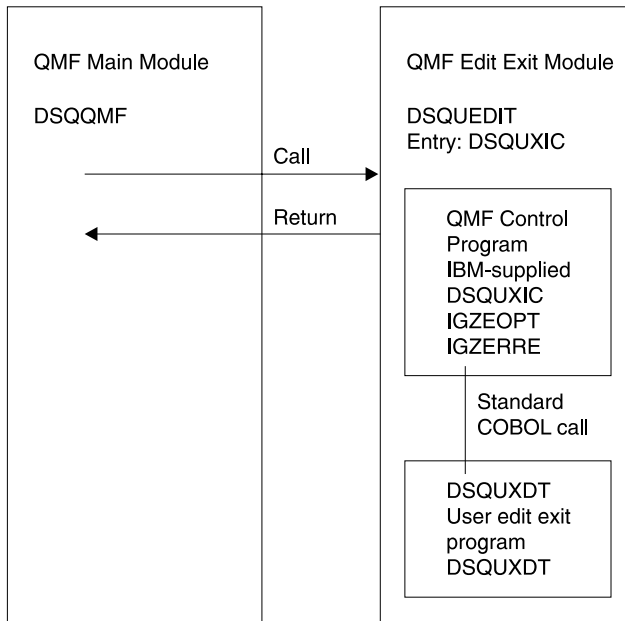 QMF Main Module
DSQQMF
Call
Return
QMF Edit Exit Module
DSQUEDIT
Entry: DSQUXIC
QMF Control
Program
IBM-supplied
DSQUXIC
IGZEOPT
IGZERRE
Standard
COBOL call
DSQUXDT
User edit exit
program
DSQUXDT